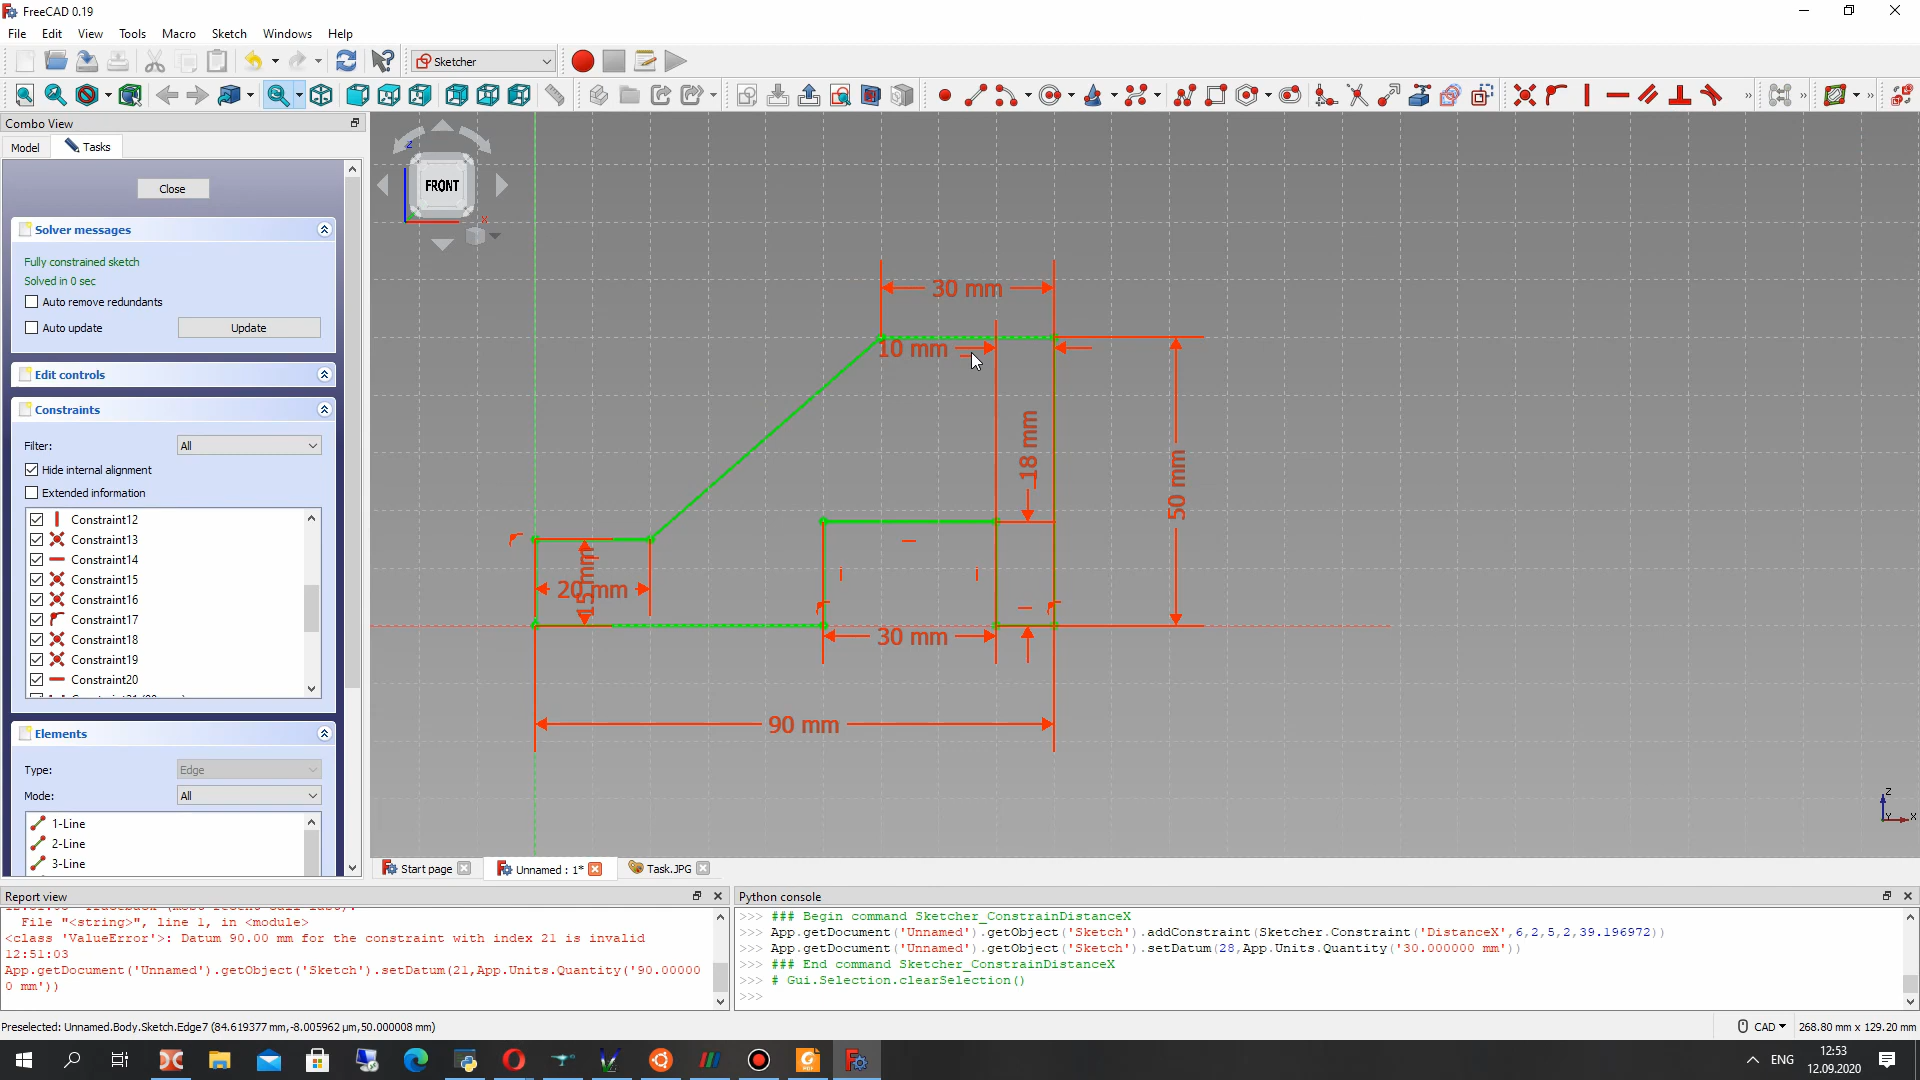 FreeCAD 0.19
File Edit View Tools Macro Sketch Windows Help
Sketcher
Combo View
Model Tasks
Close
Solver messages
Fully constrained sketch
Solved in 0 sec
Auto remove redundants
Auto update Update
Edit controls
Constraints
Filter: All
Hide internal alignment
Extended information
Constraint12
Constraint13
Constraint14
Constraint15
Constraint16
Constraint17
Constraint18
Constraint19
Constraint20
Elements
Type: Edge
Mode: All
1-Line
2-Line
3-Line
FRONT
Z
X
30 mm
10 mm
18 mm
50 mm
20 mm
15 mm
30 mm
90 mm
Z
Y X
Start page Unnamed : 1* Task.JPG
Report view
File "<string>", line 1, in <module>
<class 'ValueError'>: Datum 90.00 mm for the constraint with index 21 is invalid
12:51:03
App.getDocument('Unnamed').getObject('Sketch').setDatum(21,App.Units.Quantity('90.00000
0 mm'))
Python console
>>> ### Begin command Sketcher_ConstrainDistanceX
>>> App.getDocument('Unnamed').getObject('Sketch').addConstraint(Sketcher.Constraint('DistanceX',6,2,5,2,39.196972))
>>> App.getDocument('Unnamed').getObject('Sketch').setDatum(28,App.Units.Quantity('30.000000 mm'))
>>> ### End command Sketcher_ConstrainDistanceX
>>> # Gui.Selection.clearSelection()
>>>
Preselected: Unnamed.Body.Sketch.Edge7 (84.619377 mm,-8.005962 µm,50.000008 mm)
CAD 268.80 mm x 129.20 mm
ENG
12:53
12.09.2020